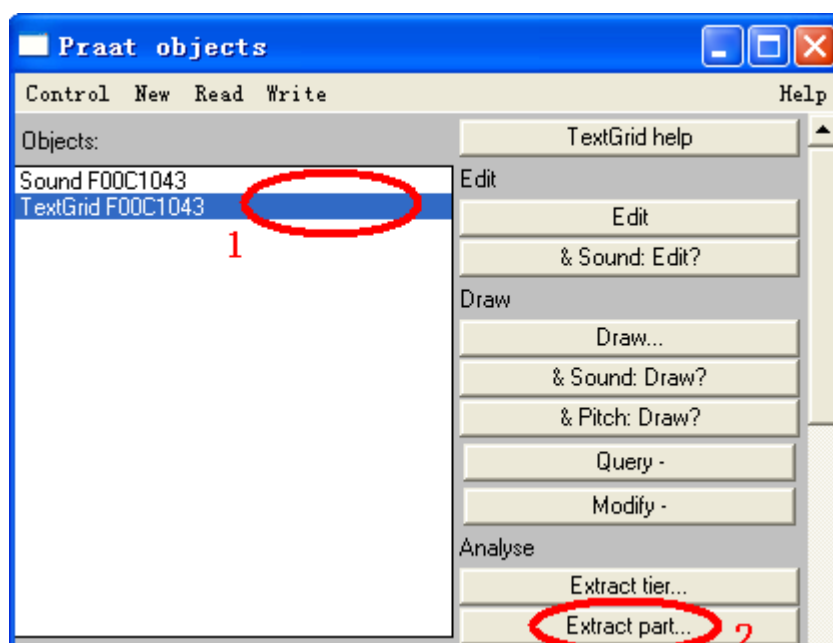 Praat objects
Control New Read Write Help
Objects:
Sound F00C1043
TextGrid F00C1043
1
TextGrid help
Edit
Edit
& Sound: Edit?
Draw
Draw...
& Sound: Draw?
& Pitch: Draw?
Query -
Modify -
Analyse
Extract tier...
Extract part...
2